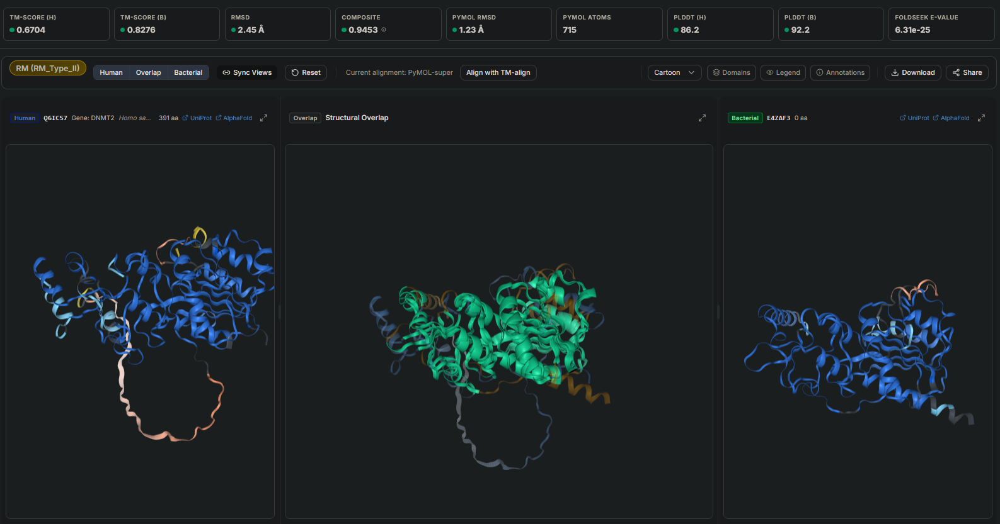 TM-SCORE (H)
0.6704
TM-SCORE (B)
0.8276
RMSD
2.45 Å
COMPOSITE
0.9453
PYMOL RMSD
1.23 Å
PYMOL ATOMS
715
PLDDT (H)
86.2
PLDDT (B)
92.2
FOLDSEEK E-VALUE
6.31e-25
RM (RM_Type_II)
Human Overlap Bacterial
Sync Views
Reset
Current alignment: PyMOL-super
Align with TM-align
Cartoon
Domains
Legend
Annotations
Download
Share
Human Q6ICS7 Gene: DNMT2 Homo sa... 391 aa UniProt AlphaFold
Overlap Structural Overlap
Bacterial E4ZAF3 0 aa UniProt AlphaFold